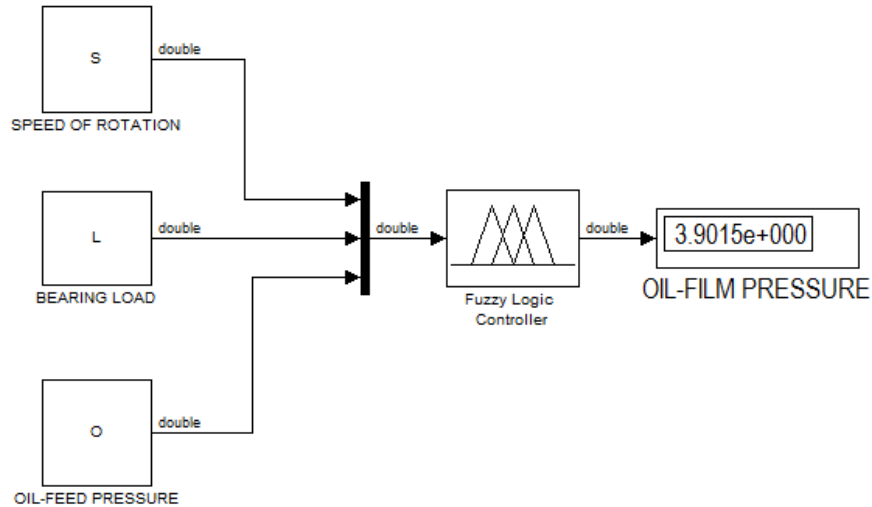 S
double
SPEED OF ROTATION
L
double
BEARING LOAD
O
double
OIL-FEED PRESSURE
double
Fuzzy Logic
Controller
double
3.9015e+000
OIL-FILM PRESSURE